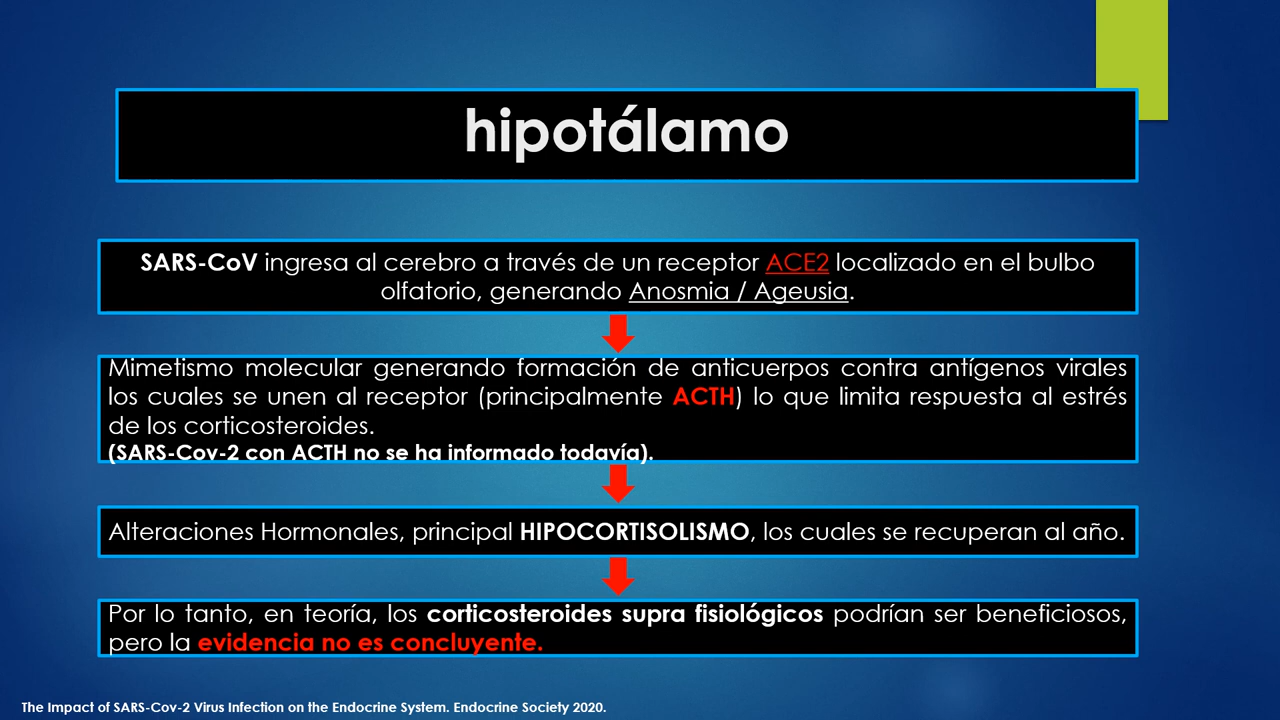 hipotálamo
SARS-CoV ingresa al cerebro a través de un receptor ACE2 localizado en el bulbo
olfatorio, generando Anosmia / Ageusia.
Mimetismo molecular generando formación de anticuerpos contra antígenos virales
los cuales se unen al receptor (principalmente ACTH) lo que limita respuesta al estrés
de los corticosteroides.
(SARS-Cov-2 con ACTH no se ha informado todavía).
Alteraciones Hormonales, principal HIPOCORTISOLISMO, los cuales se recuperan al año.
Por lo tanto, en teoría, los corticosteroides supra fisiológicos podrían ser beneficiosos,
pero la evidencia no es concluyente.
The Impact of SARS-Cov-2 Virus Infection on the Endocrine System. Endocrine Society 2020.